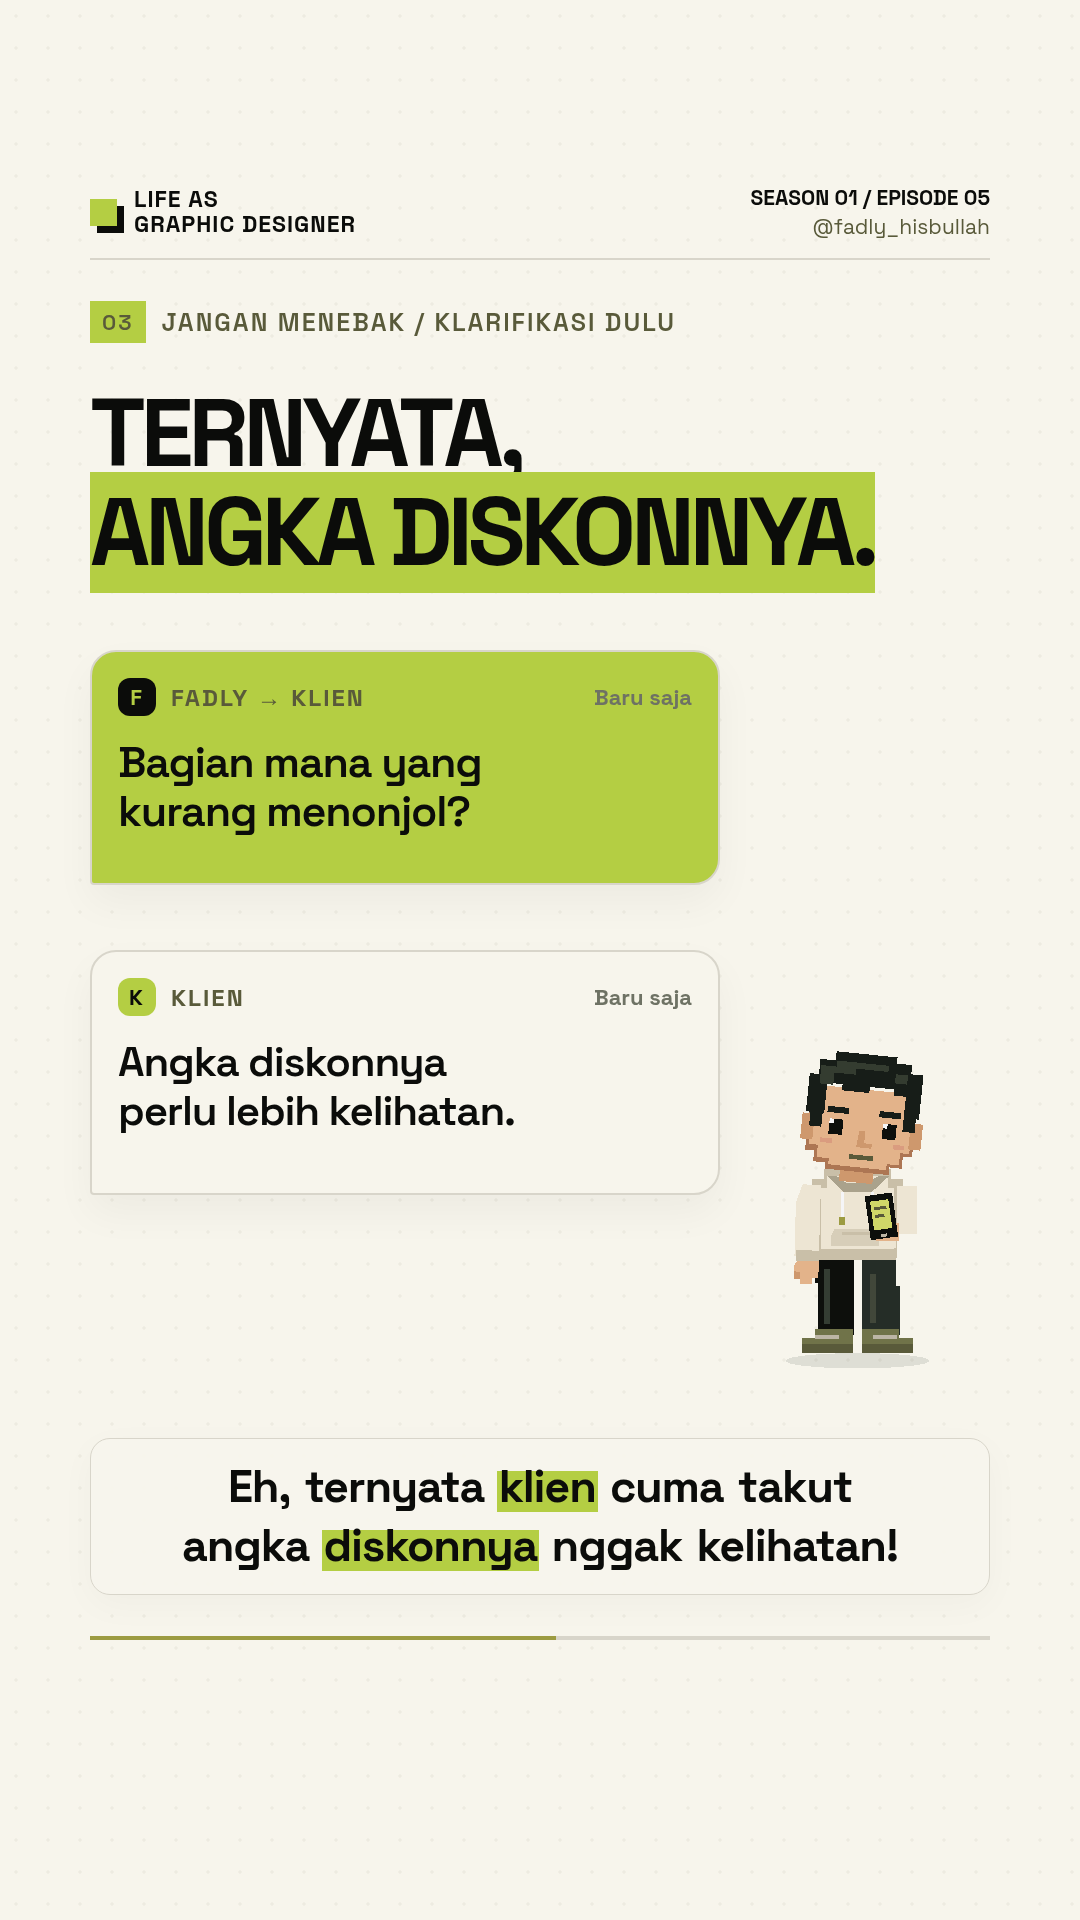 LIFE AS
GRAPHIC DESIGNER
SEASON 01 / EPISODE 05
@fadly_hisbullah
03 JANGAN MENEBAK / KLARIFIKASI DULU
TERNYATA,
ANGKA DISKONNYA.
F FADLY → KLIEN Baru saja
Bagian mana yang
kurang menonjol?
K KLIEN Baru saja
Angka diskonnya
perlu lebih kelihatan.
Eh, ternyata klien cuma takut
angka diskonnya nggak kelihatan!